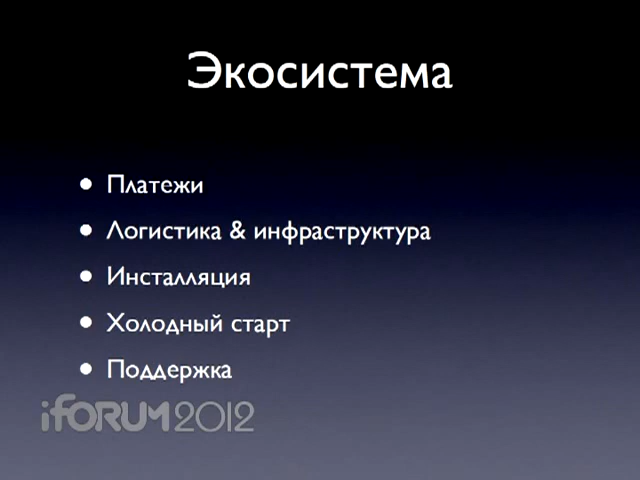 Экосистема
• Платежи
• Логистика & инфраструктура
• Инсталляция
• Холодный старт
• Поддержка
iFORUM2012